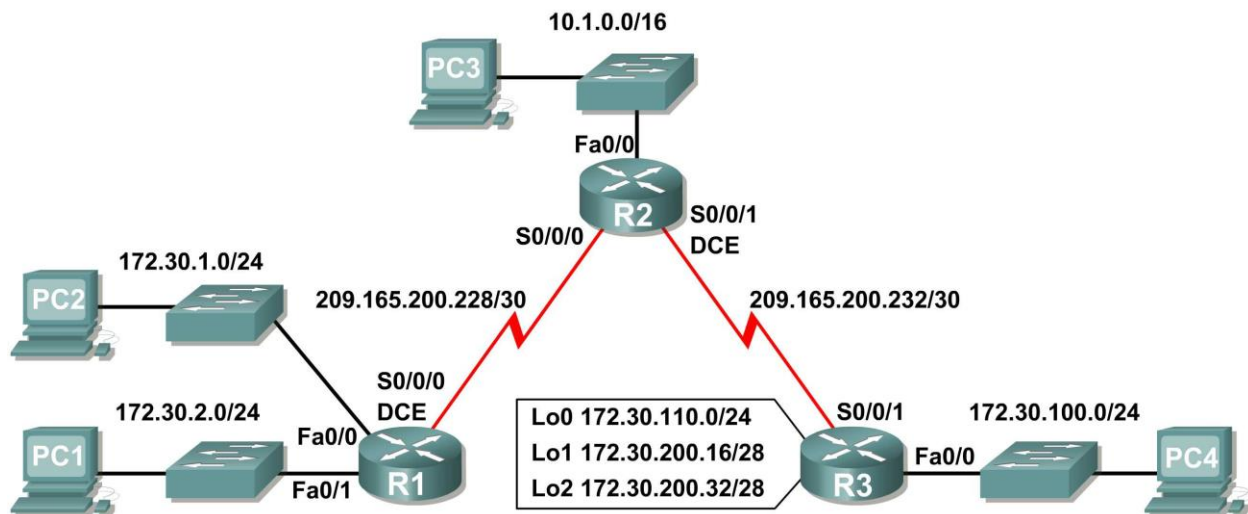 10.1.0.0/16
PC3
Fa0/0
R2
S0/0/1
DCE
S0/0/0
172.30.1.0/24
PC2
209.165.200.228/30
209.165.200.232/30
S0/0/0
DCE
172.30.2.0/24
Fa0/0
PC1
Fa0/1
R1
Lo0 172.30.110.0/24
Lo1 172.30.200.16/28
Lo2 172.30.200.32/28
S0/0/1
172.30.100.0/24
Fa0/0
R3
PC4